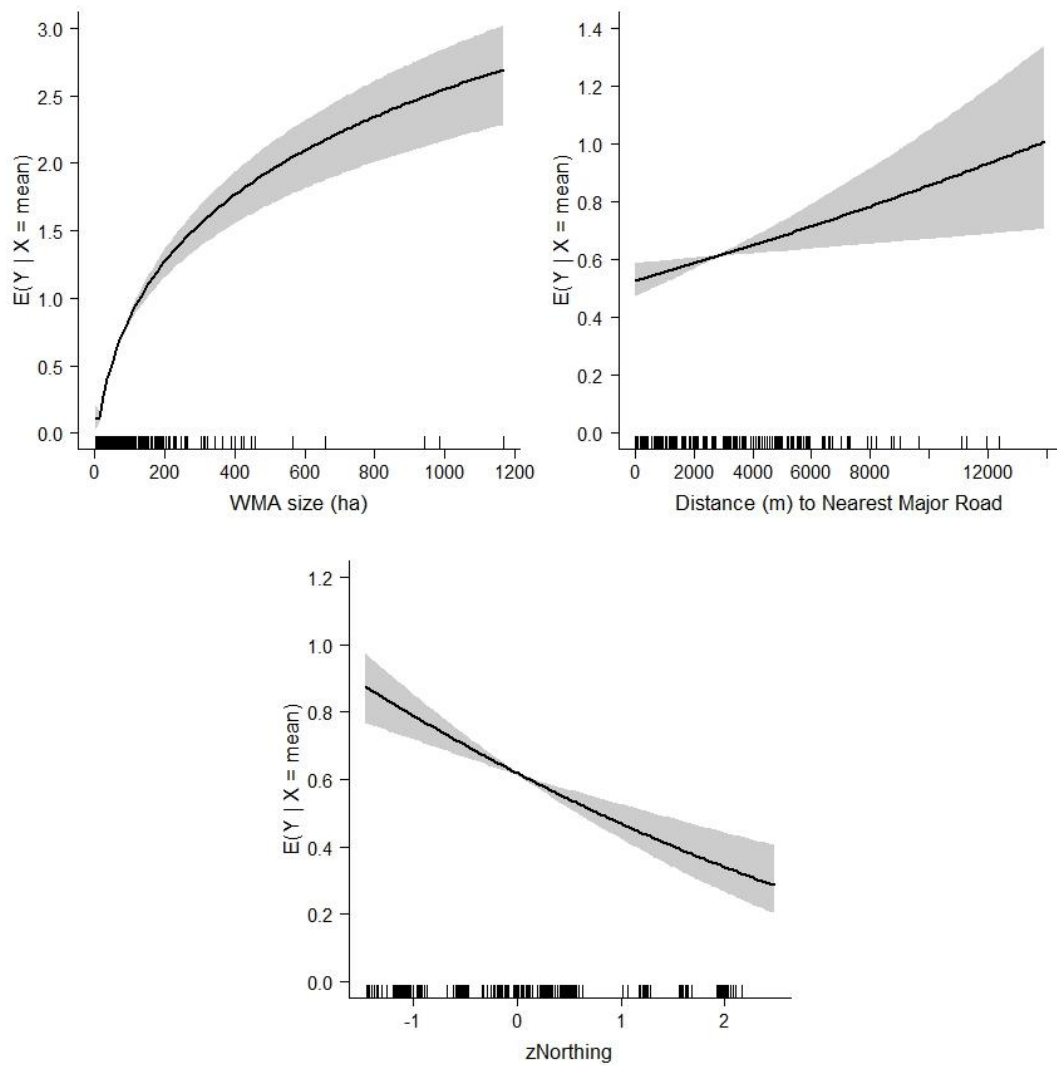 E(Y | X = mean)
3.0
2.5
2.0
1.5
1.0
0.5
0.0
0 200 400 600 800 1000 1200
WMA size (ha)
E(Y | X = mean)
1.4
1.2
1.0
0.8
0.6
0.4
0.2
0.0
0 2000 4000 6000 8000 12000
Distance (m) to Nearest Major Road
E(Y | X = mean)
1.2
1.0
0.8
0.6
0.4
0.2
0.0
-1 0 1 2
zNorthing